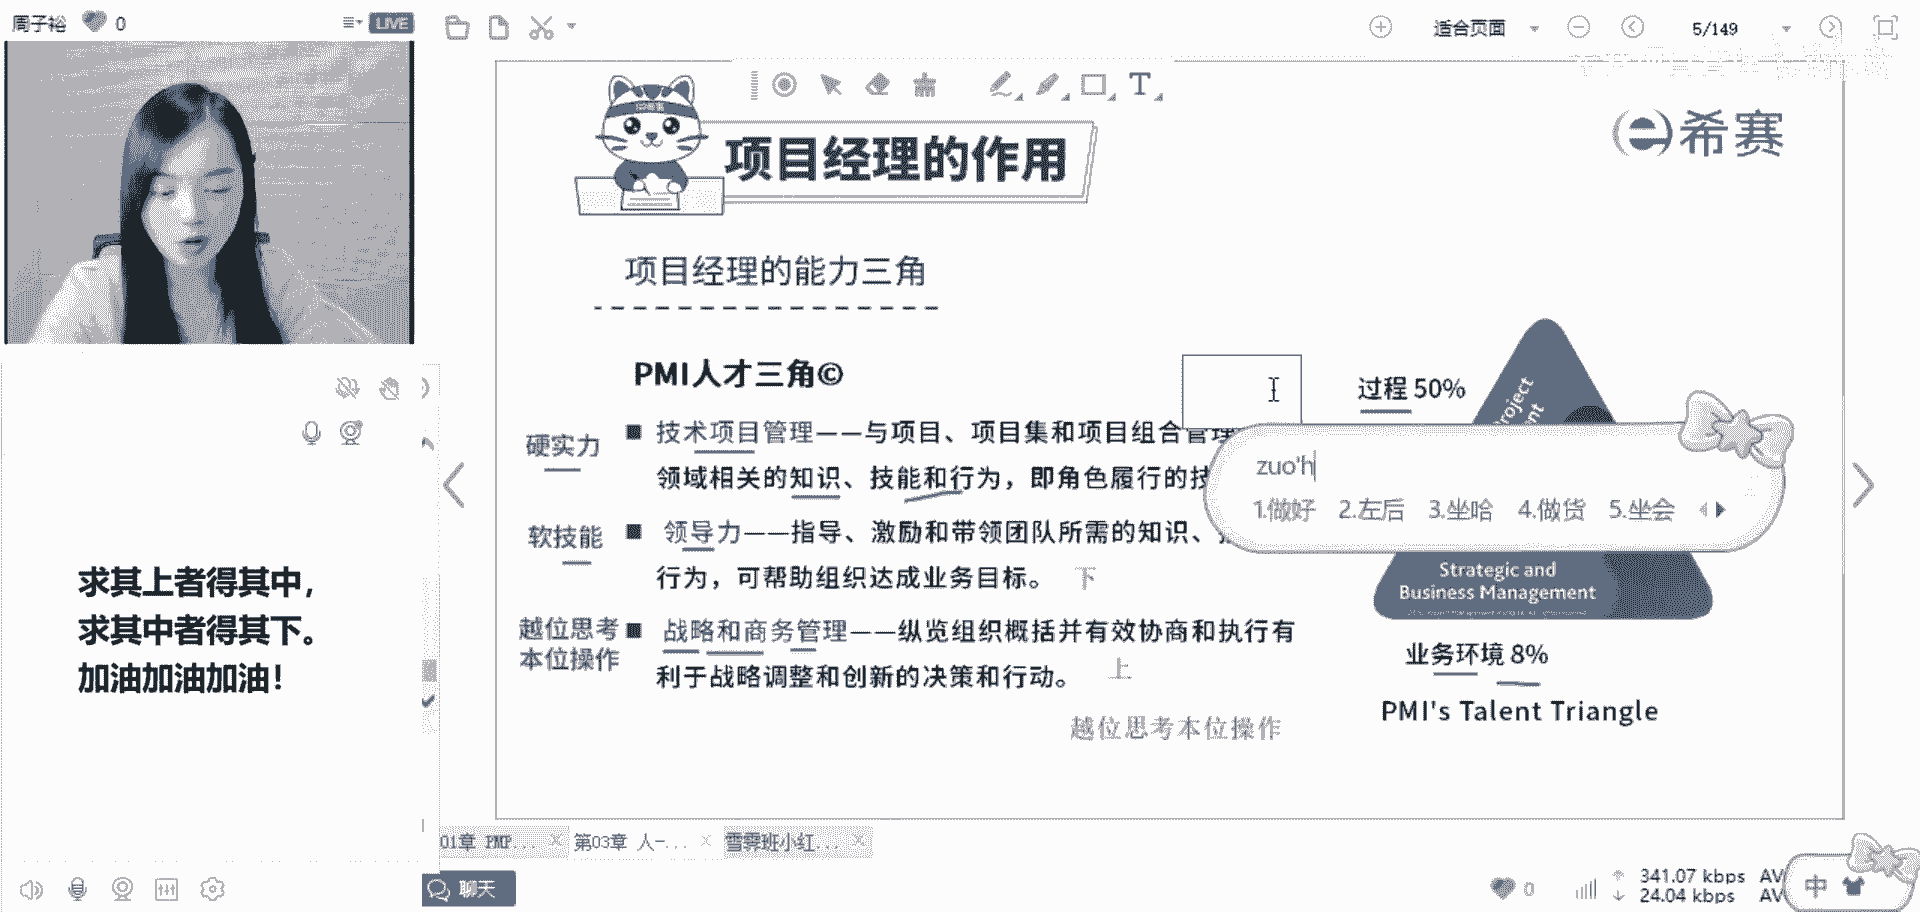 周子裕 0 LIVE
适合页面 5/149
项目经理的作用
希赛
项目经理的能力三角
PMI人才三角©
过程 50%
硬实力
技术项目管理——与项目、项目集和项目组合管理
领域相关的知识、技能和行为，即角色履行的技
zuo'h
1.做好 2.左后 3.坐哈 4.做货 5.坐会
软技能
领导力——指导、激励和带领团队所需的知识、
行为，可帮助组织达成业务目标。 下
Strategic and
Business Management
越位思考
本位操作
战略和商务管理——纵览组织概括并有效协商和执行有
利于战略调整和创新的决策和行动。 上
业务环境 8%
PMI's Talent Triangle
越位思考本位操作
求其上者得其中，
求其中者得其下。
加油加油加油！
01章 PMP... 第03章 人-... 雪霁班小红...
聊天
0 341.07 kbps AV
24.04 kbps AV
中